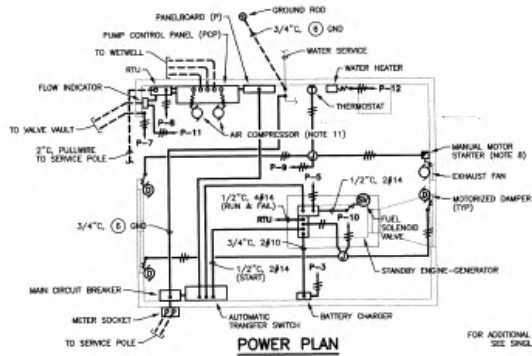 GROUND ROD
PANELBOARD (P)
3/4"C, 6 GND
PUMP CONTROL PANEL (PCP)
TO WETWELL
WATER SERVICE
RTU
WATER HEATER
FLOW INDICATOR
P-12
THERMOSTAT
P-8
P-11
AIR COMPRESSOR (NOTE 11)
TO VALVE VAULT
P-7
2"C, PULLWIRE
TO SERVICE POLE
MANUAL MOTOR
STARTER (NOTE 8)
P-9
P-5
1/2"C, 2#14
EXHAUST FAN
D
1/2"C, 4#14
(RUN & FAIL)
MOTORIZED DAMPER
(TYP)
P-10
RTU
FUEL
SOLENOID
VALVE
3/4"C, 6 GND
3/4"C, 2#10
J
STANDBY ENGINE-GENERATOR
D
1/2"C, 2#14
(START)
P-3
MAIN CIRCUIT BREAKER
METER SOCKET
AUTOMATIC
TRANSFER SWITCH
BATTERY CHARGER
TO SERVICE POLE
POWER PLAN
FOR ADDITIONAL